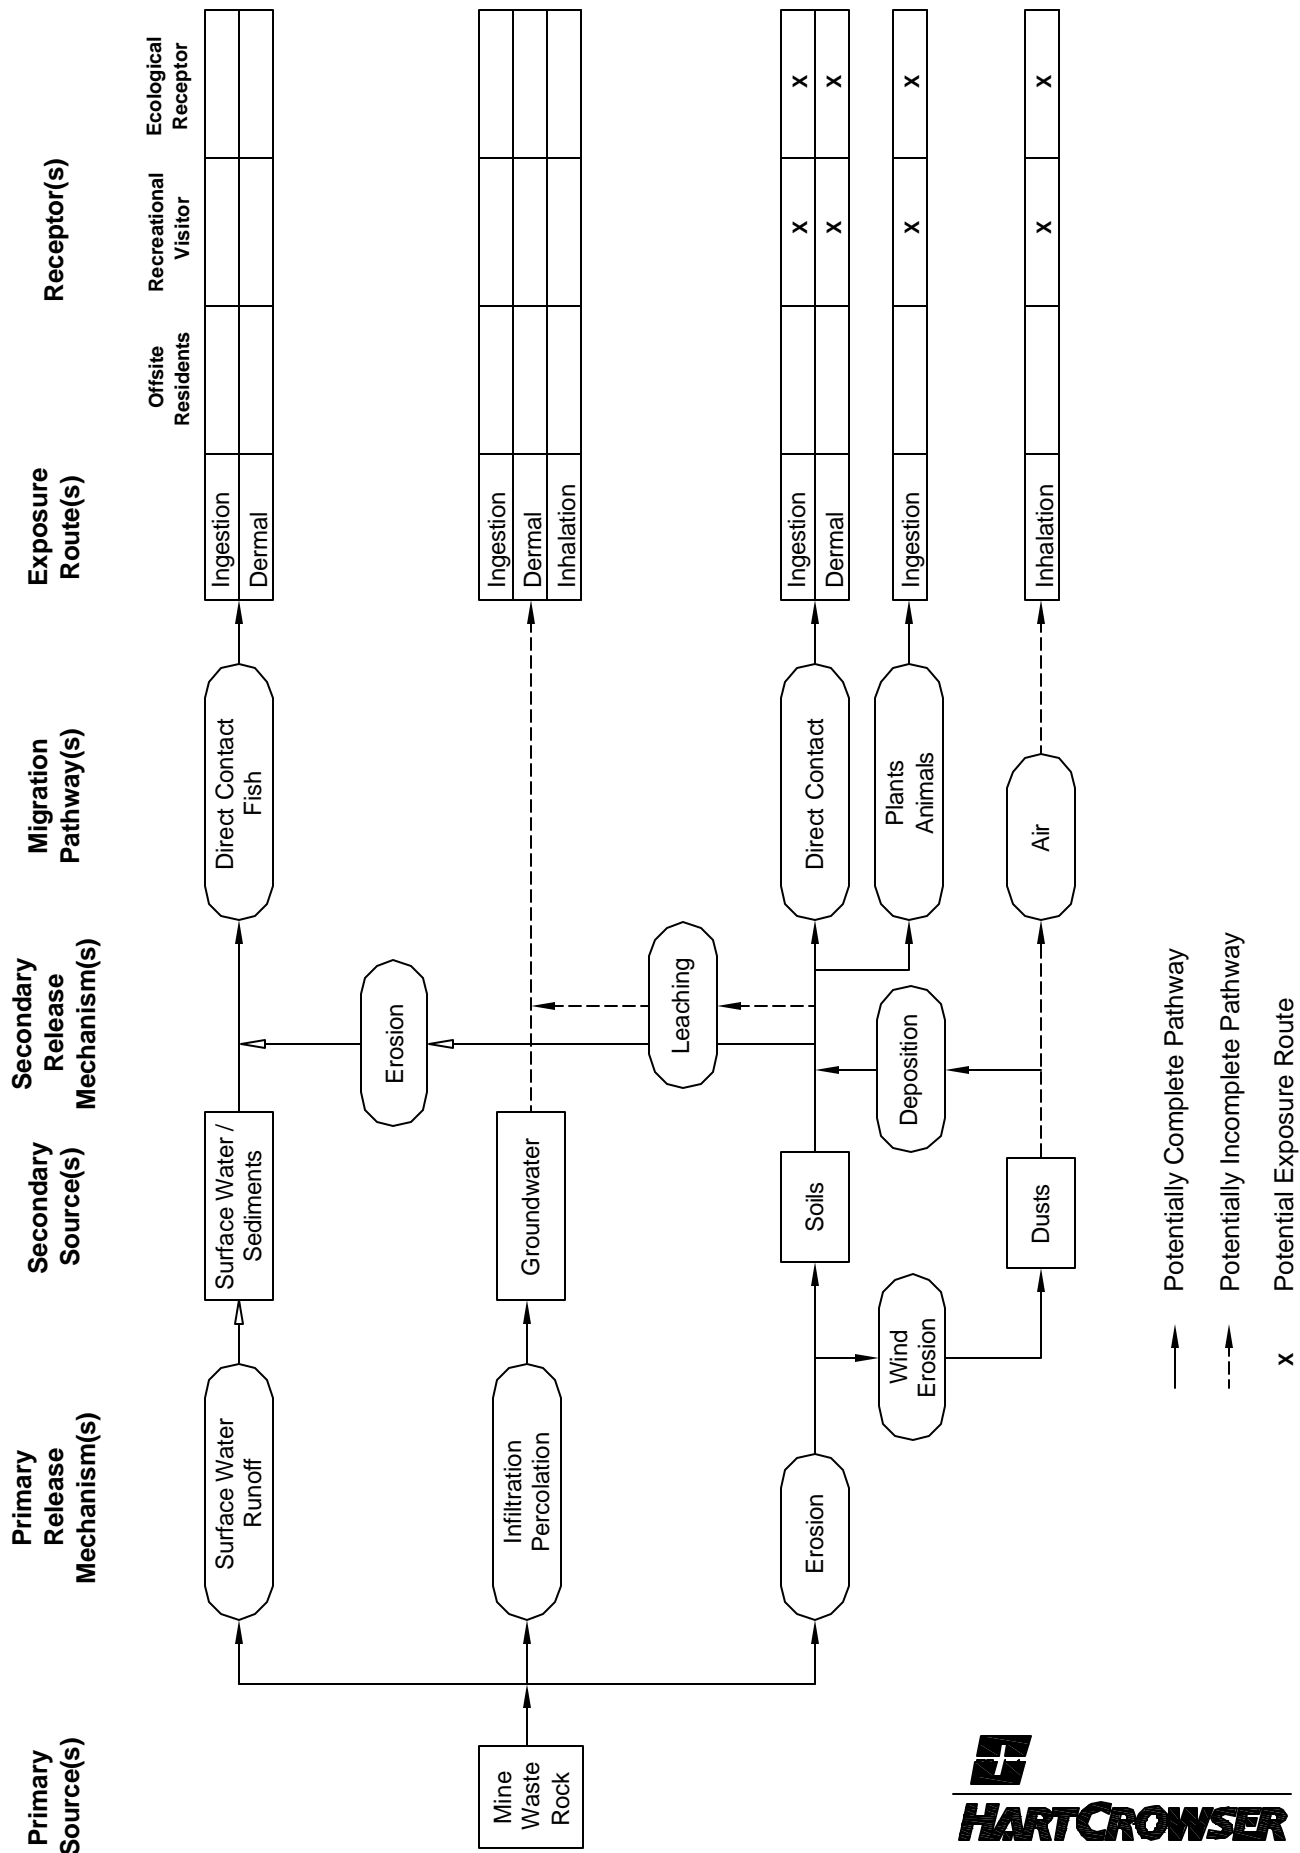 Primary
Source(s)
Primary
Release
Mechanism(s)
Secondary
Source(s)
Secondary
Release
Mechanism(s)
Migration
Pathway(s)
Exposure
Route(s)
Receptor(s)
Offsite
Residents
Recreational
Visitor
Ecological
Receptor
Mine
Waste
Rock
Surface Water
Runoff
Surface Water /
Sediments
Direct Contact
Fish
Ingestion
Dermal
Erosion
Infiltration
Percolation
Groundwater
Ingestion
Dermal
Inhalation
Leaching
Erosion
Soils
Direct Contact
Ingestion
X
X
Dermal
X
X
Wind
Erosion
Deposition
Plants
Animals
Ingestion
X
X
Dusts
Air
Inhalation
X
X
Potentially Complete Pathway
Potentially Incomplete Pathway
X Potential Exposure Route
HARTCROWSER